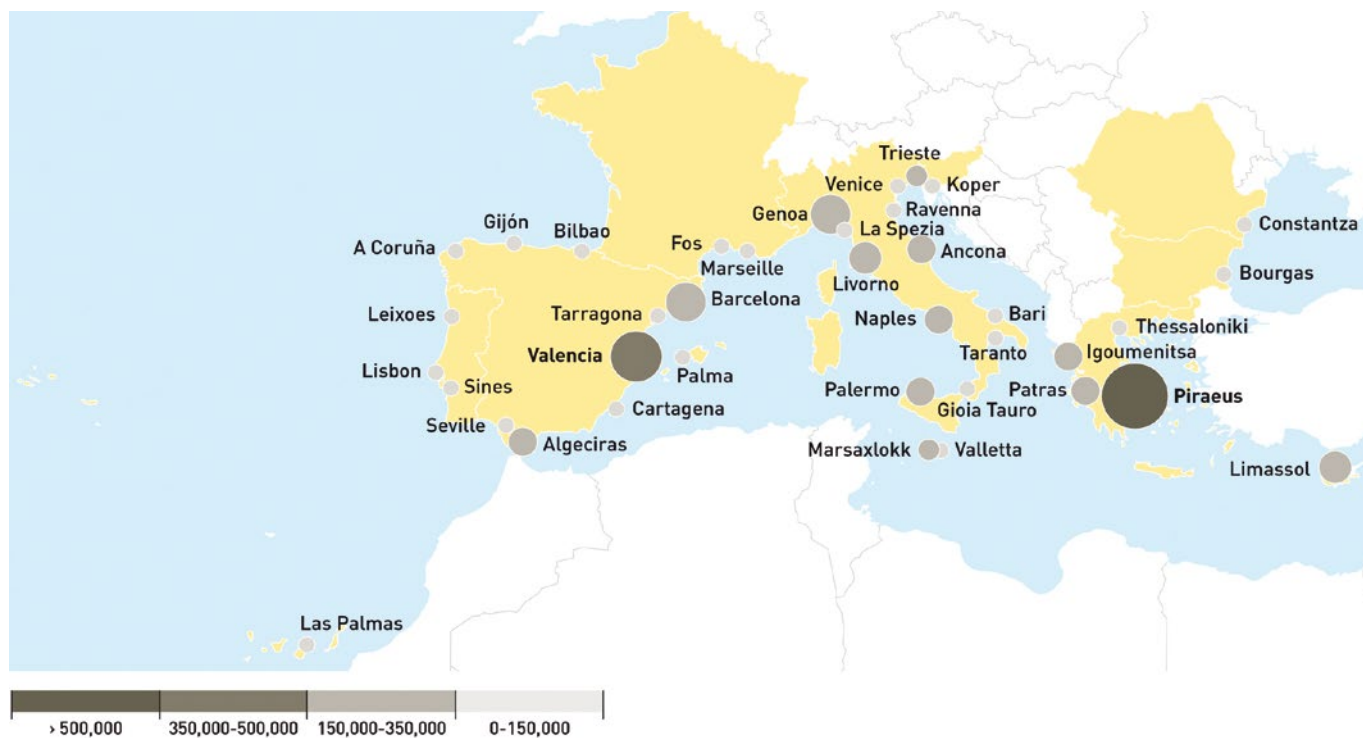 Trieste
Venice
Koper
Genoa
Ravenna
La Spezia
Constantza
Gijón
Bilbao
A Coruña
Fos
Ancona
Marseille
Livorno
Bourgas
Barcelona
Leixoes
Tarragona
Naples
Bari
Thessaloniki
Valencia
Taranto
Igoumenitsa
Lisbon
Palma
Sines
Palermo
Patras
Piraeus
Gioia Tauro
Cartagena
Seville
Algeciras
Marsaxlokk
Valletta
Limassol
Las Palmas
> 500,000
350,000-500,000
150,000-350,000
0-150,000